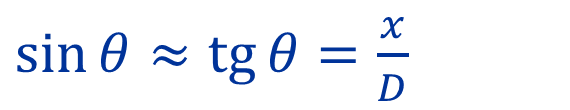 sin θ ≈ tg θ = x/D